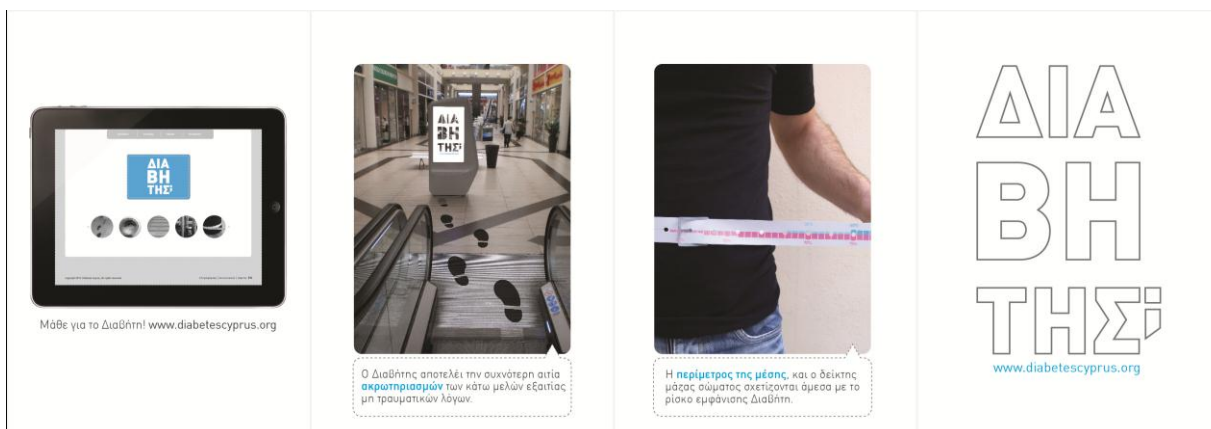 ΔΙΑ
ΒΗ
ΤΗΣ;
Μάθε για το Διαβήτη! www.diabetescyprus.org
ΔΙΑ
ΒΗ
ΤΗΣ;
Ο Διαβήτης αποτελεί την συχνότερη αιτία
ακρωτηριασμών των κάτω μελών εξαιτίας
μη τραυματικών λόγων.
Η περίμετρος της μέσης, και ο δείκτης
μάζας σώματος σχετίζονται άμεσα με το
ρίσκο εμφάνισης Διαβήτη.
ΔΙΑ
ΒΗ
ΤΗΣ;
www.diabetescyprus.org